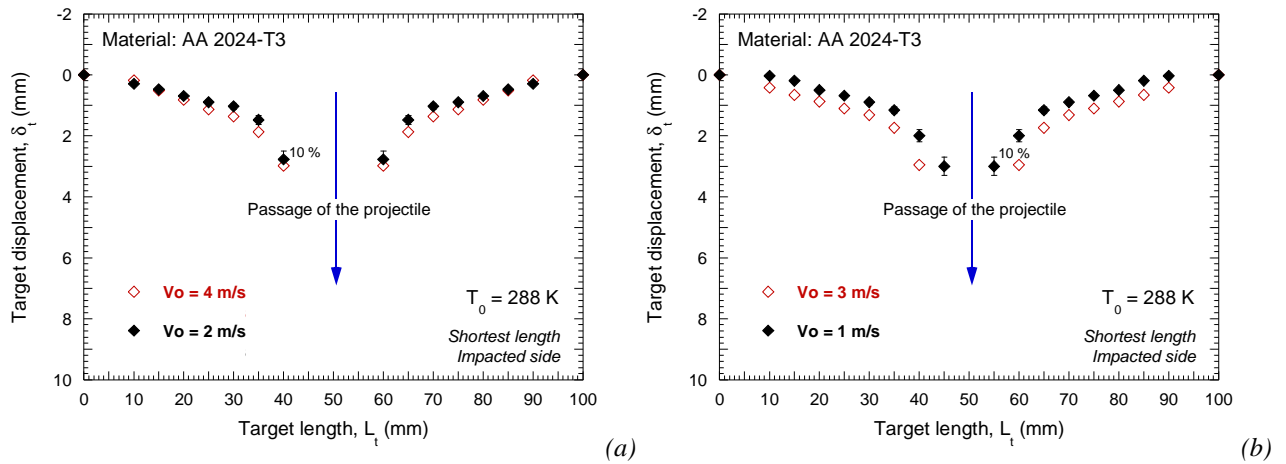 -2
0
2
4
6
8
10
Target displacement, δt (mm)
Material: AA 2024-T3
10 %
Passage of the projectile
Vo = 4 m/s
Vo = 2 m/s
T0 = 288 K
Shortest length
Impacted side
0 10 20 30 40 50 60 70 80 90 100
Target length, Lt (mm)
(a)
-2
0
2
4
6
8
10
Target displacement, δt (mm)
Material: AA 2024-T3
10 %
Passage of the projectile
Vo = 3 m/s
Vo = 1 m/s
T0 = 288 K
Shortest length
Impacted side
0 10 20 30 40 50 60 70 80 90 100
Target length, Lt (mm)
(b)